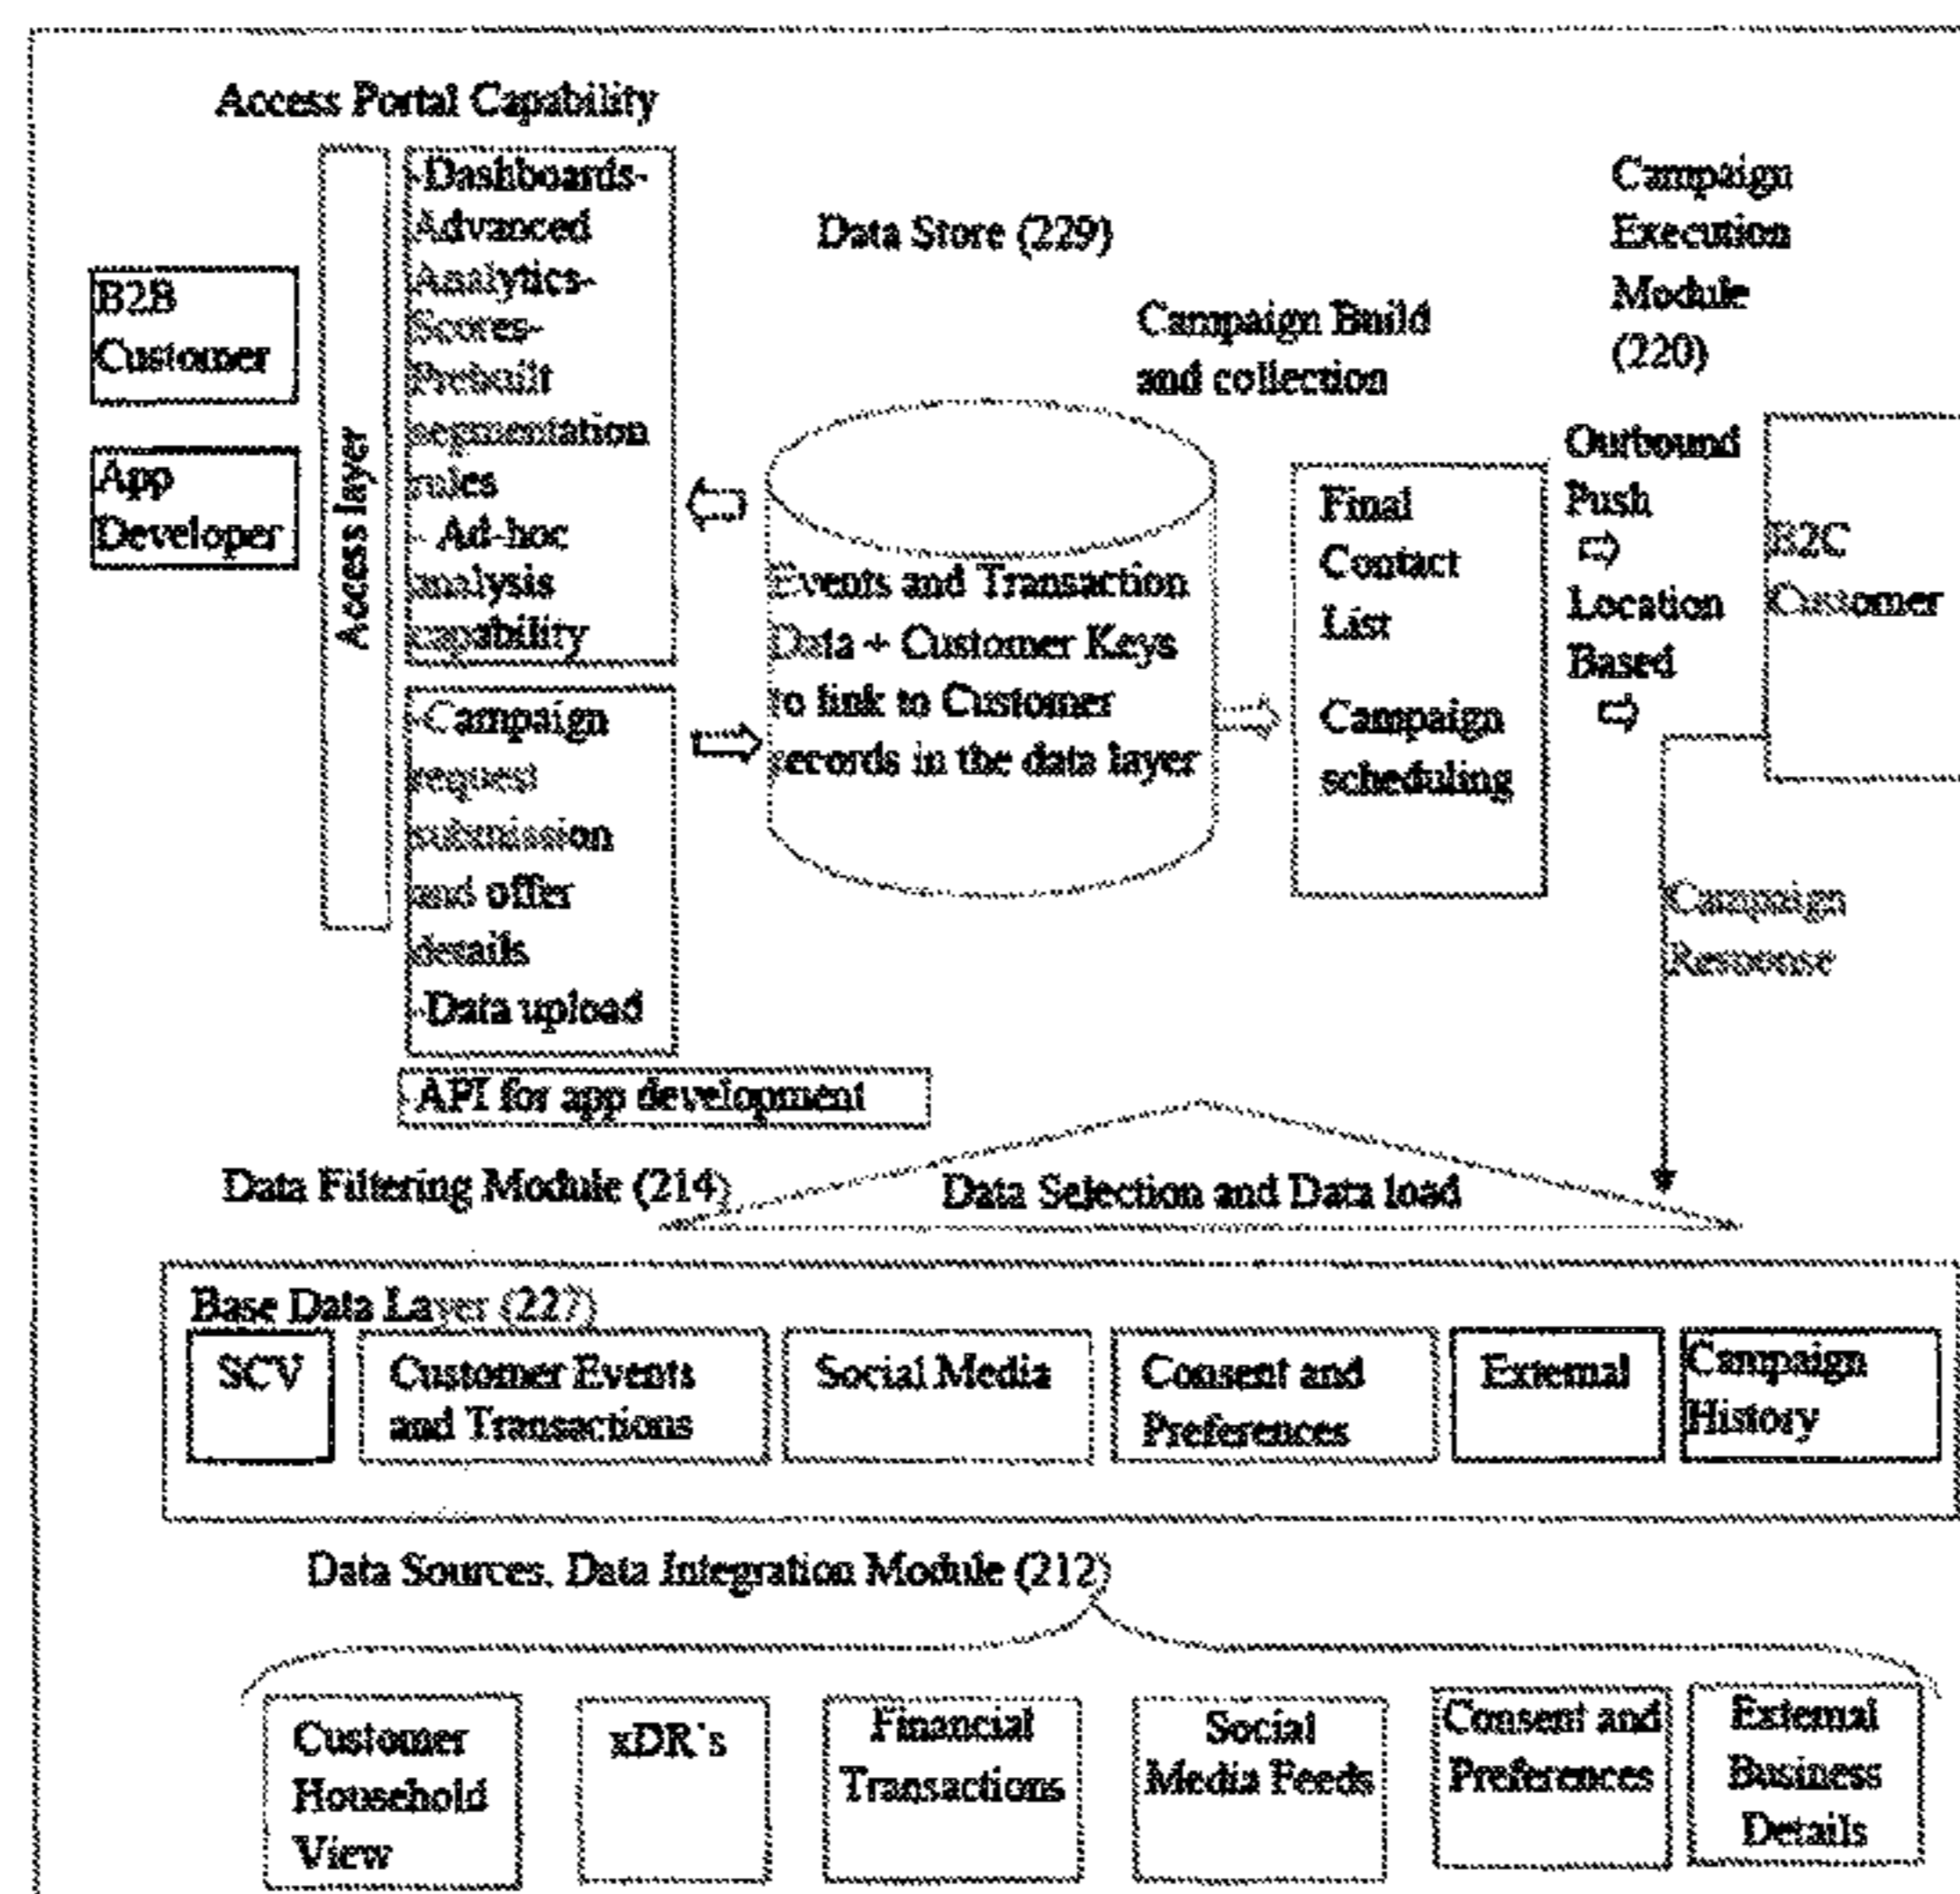 Access Portal Capability
B2B
Customer
App
Developer
Access layer
-Dashboards-
Advanced
Analytics-
Scores-
Prebuilt
segmentation
rules
- Ad-hoc
analysis
capability
-Campaign
request
submission
and offer
details
-Data upload
-API for app development
Data Store (229)
Events and Transaction
Data + Customer Keys
to link to Customer
records in the data layer
Campaign Build
and collection
Final
Contact
List
Campaign
scheduling
Campaign
Execution
Module
(220)
Outbound
Push
Location
Based
B2C
Customer
Campaign
Response
Data Filtering Module (214)
Data Selection and Data load
Base Data Layer (227)
SCV
Customer Events
and Transactions
Social Media
Consent and
Preferences
External
Campaign
History
Data Sources. Data Integration Module (212)
Customer
Household
View
xDR's
Financial
Transactions
Social
Media Feeds
Consent and
Preferences
External
Business
Details